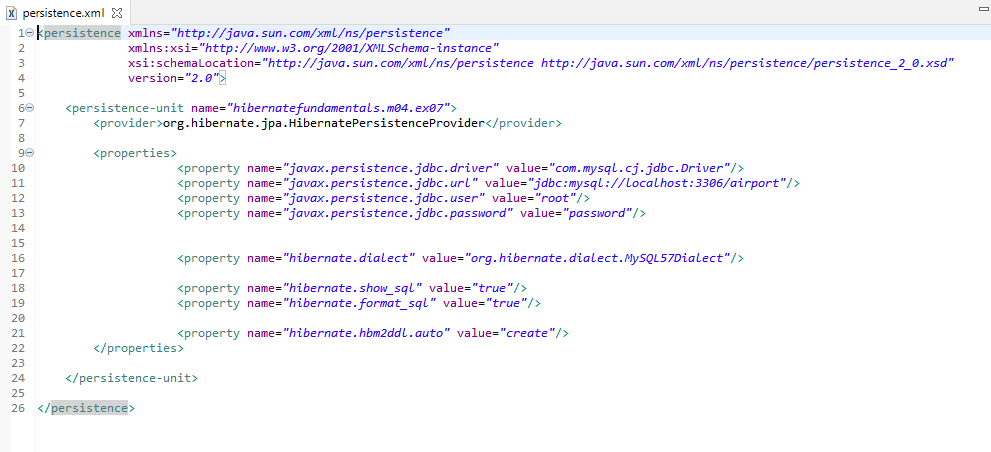 persistence.xml
1 <persistence xmlns="http://java.sun.com/xml/ns/persistence"
2 xmlns:xsi="http://www.w3.org/2001/XMLSchema-instance"
3 xsi:schemaLocation="http://java.sun.com/xml/ns/persistence http://java.sun.com/xml/ns/persistence/persistence_2_0.xsd"
4 version="2.0">
5
6 <persistence-unit name="hibernatefundamentals.m04.ex07">
7 <provider>org.hibernate.jpa.HibernatePersistenceProvider</provider>
8
9 <properties>
10 <property name="javax.persistence.jdbc.driver" value="com.mysql.cj.jdbc.Driver"/>
11 <property name="javax.persistence.jdbc.url" value="jdbc:mysql://localhost:3306/airport"/>
12 <property name="javax.persistence.jdbc.user" value="root"/>
13 <property name="javax.persistence.jdbc.password" value="password"/>
14
15
16 <property name="hibernate.dialect" value="org.hibernate.dialect.MySQL57Dialect"/>
17
18 <property name="hibernate.show_sql" value="true"/>
19 <property name="hibernate.format_sql" value="true"/>
20
21 <property name="hibernate.hbm2ddl.auto" value="create"/>
22 </properties>
23
24 </persistence-unit>
25
26 </persistence>